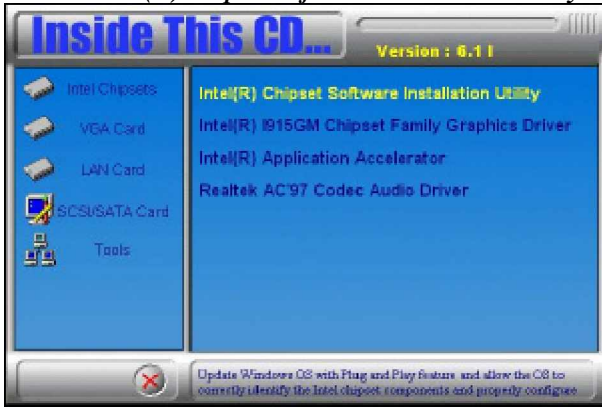 Inside This CD...
Version : 6.1 I
Intel Chipsets
VGA Card
LAN Card
SCSI/SATA Card
Tools
Intel(R) Chipset Software Installation Utility
Intel(R) I915GM Chipset Family Graphics Driver
Intel(R) Application Accelerator
Realtek AC'97 Codec Audio Driver
Update Windows OS with Plug and Play feature and allow the OS to
correctly identify the Intel chipset components and properly configure